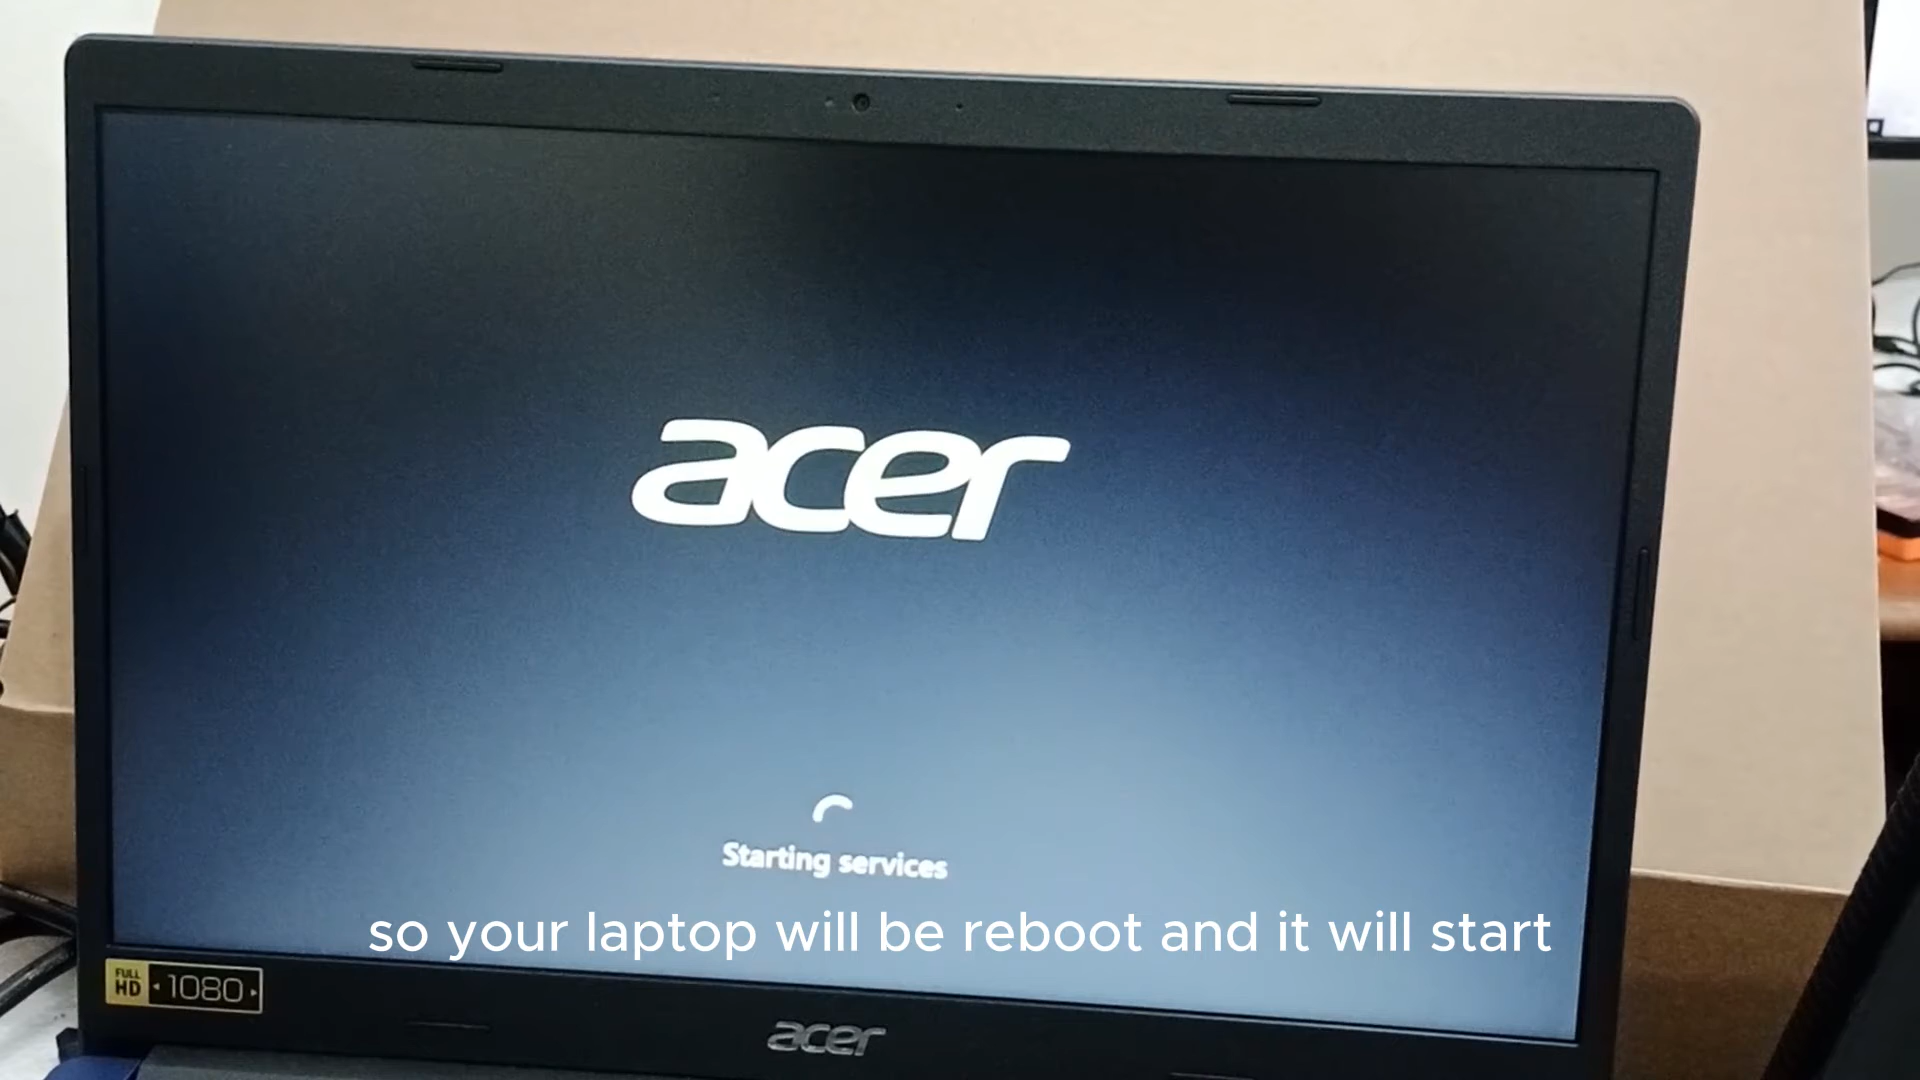 acer
Starting services
so your laptop will be reboot and it will start
FULL HD 1080
acer